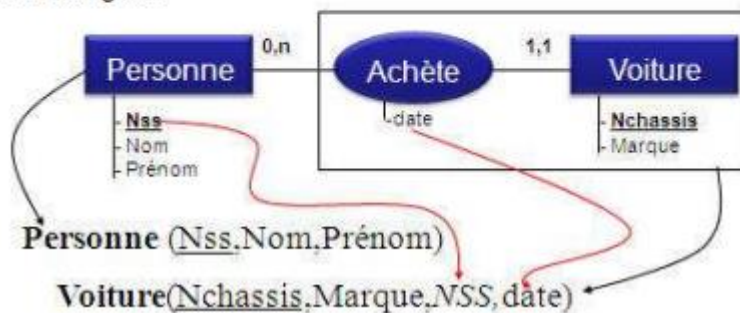 0,n
1,1
Personne
Achète
Voiture
- Nss
- Nom
- Prénom
-date
- Nchassis
- Marque
Personne (Nss,Nom,Prénom)
Voiture(Nchassis,Marque,NSS,date)